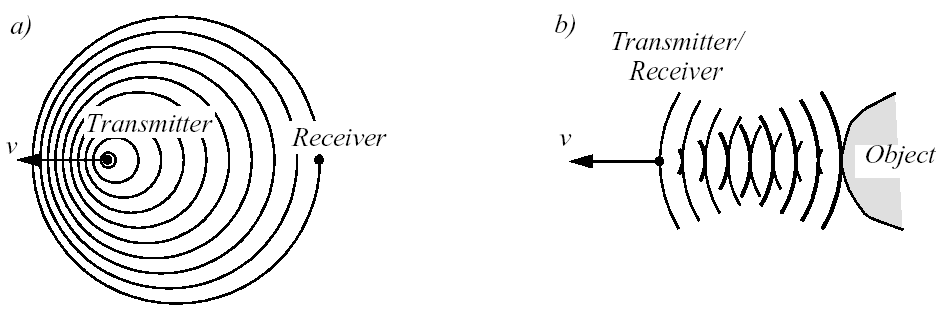 a)
Transmitter
Receiver
v
b)
Transmitter/
Receiver
v
Object